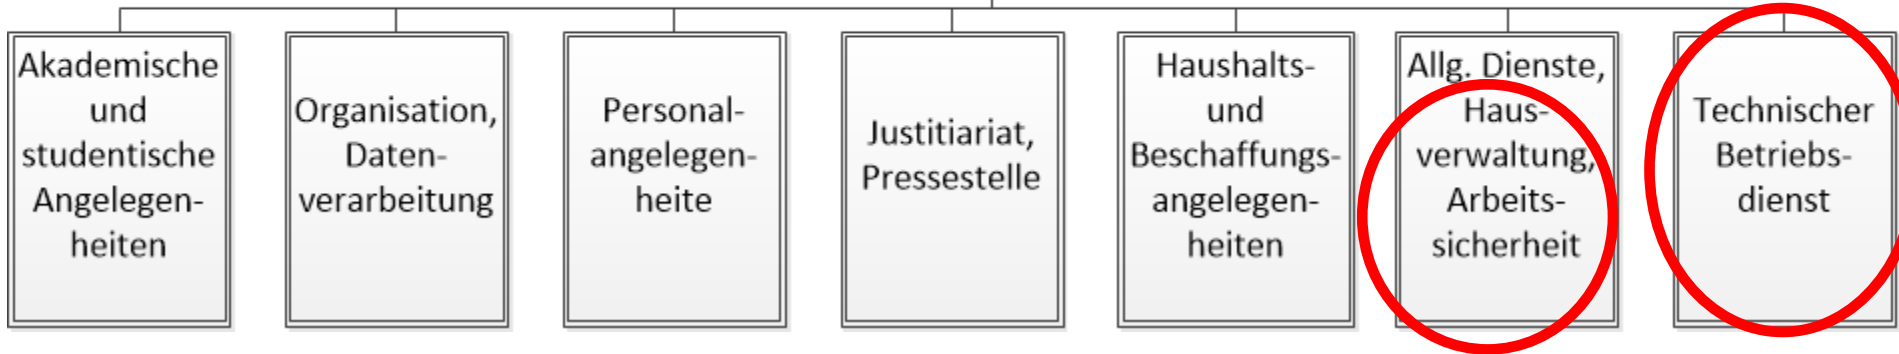 Akademische
und
studentische
Angelegen-
heiten
Organisation,
Daten-
verarbeitung
Personal-
angelegen-
heite
Justitiariat,
Pressestelle
Haushalts-
und
Beschaffungs-
angelegen-
heiten
Allg. Dienste,
Haus-
verwaltung,
Arbeits-
sicherheit
Technischer
Betriebs-
dienst